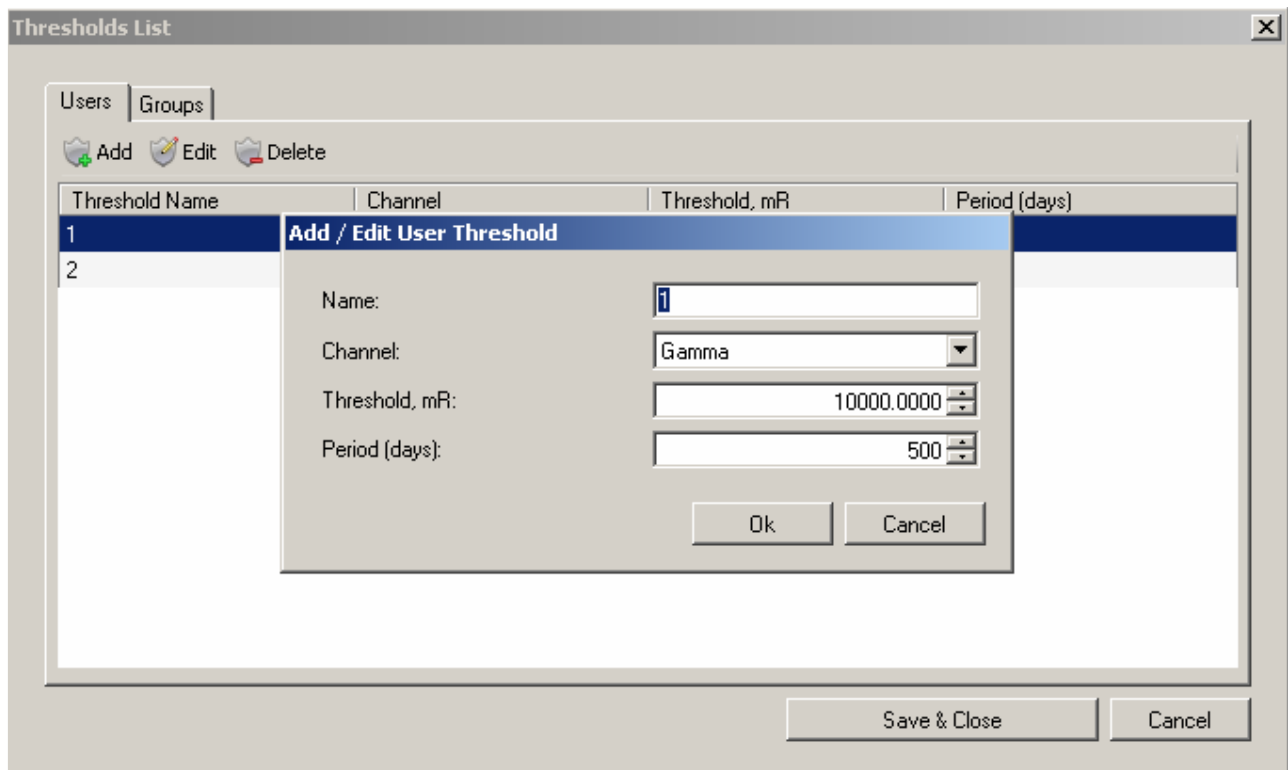 Thresholds List
Users Groups
Add Edit Delete
Threshold Name Channel Threshold, mR Period (days)
1
2
Add / Edit User Threshold
Name: 1
Channel: Gamma
Threshold, mR: 10000.0000
Period (days): 500
Ok Cancel
Save & Close Cancel